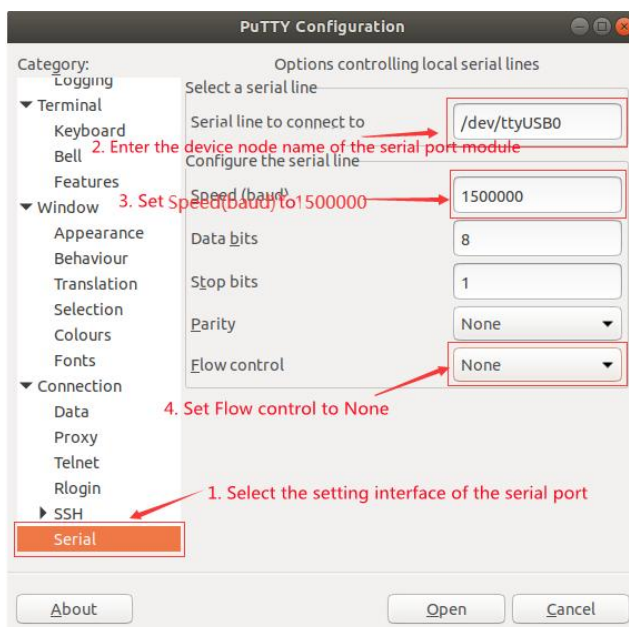 PuTTY Configuration
Category:
Logging
Terminal
Keyboard
Bell
Features
Window
Appearance
Behaviour
Translation
Selection
Colours
Fonts
Connection
Data
Proxy
Telnet
Rlogin
SSH
Serial
Options controlling local serial lines
Select a serial line
Serial line to connect to /dev/ttyUSB0
2. Enter the device node name of the serial port module
Configure the serial line
Speed (baud) 1500000
3. Set Speed(baud) to 1500000
Data bits 8
Stop bits 1
Parity None
Flow control None
4. Set Flow control to None
1. Select the setting interface of the serial port
About
Open
Cancel